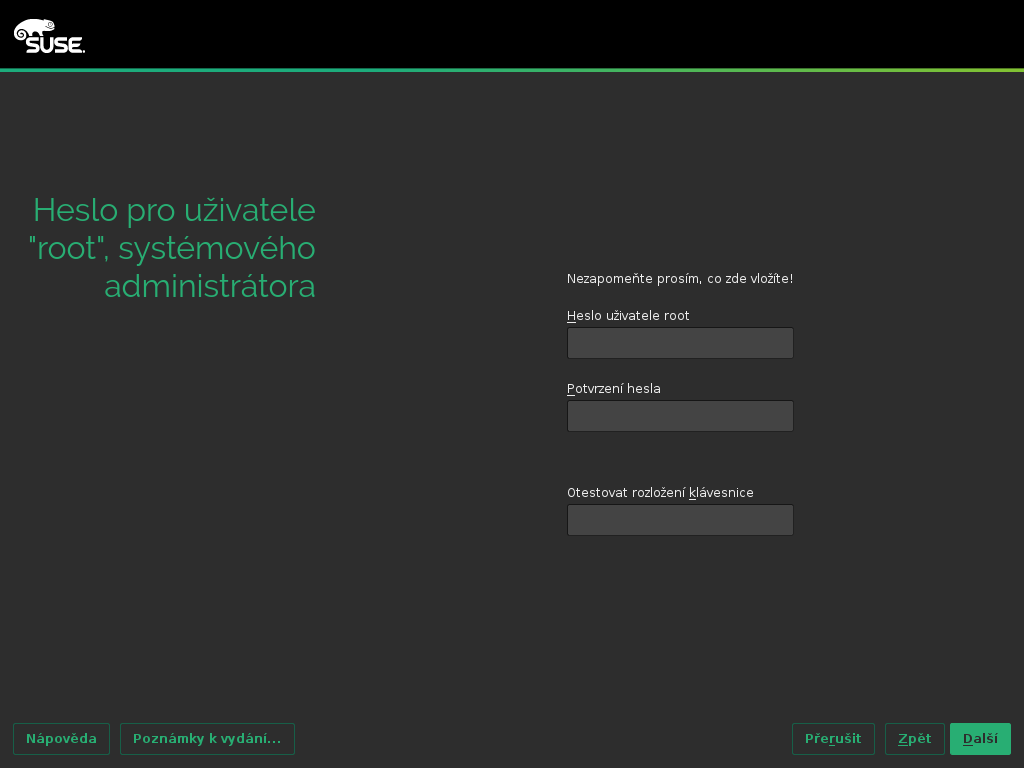 SUSE.
Heslo pro uživatele
"root", systémového
administrátora
Nezapomeňte prosím, co zde vložíte!
Heslo uživatele root
Potvrzení hesla
Otestovat rozložení klávesnice
Nápověda
Poznámky k vydání...
Přerušit
Zpět
Další